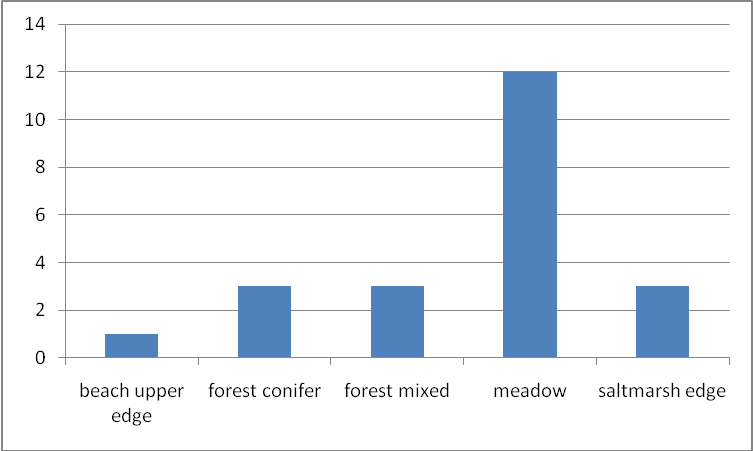 14
12
10
8
6
4
2
0
beach upper edge
forest conifer
forest mixed
meadow
saltmarsh edge